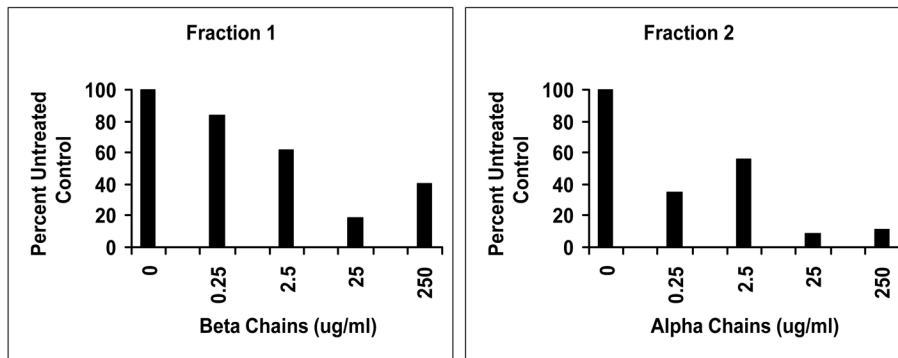 Fraction 1
Percent Untreated
Control
100
80
60
40
20
0
0
0.25
2.5
25
250
Beta Chains (ug/ml)
Fraction 2
Percent Untreated
Control
100
80
60
40
20
0
0
0.25
2.5
25
250
Alpha Chains (ug/ml)